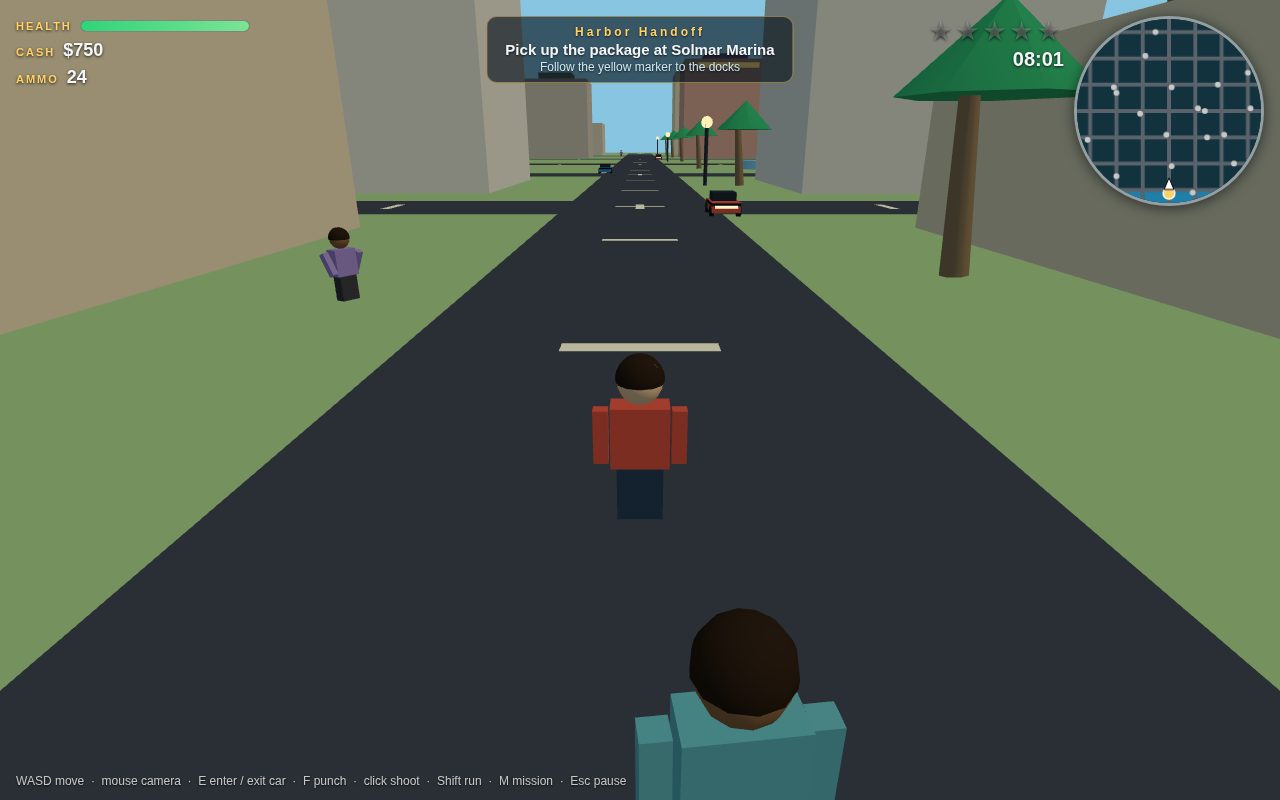 HEALTH
CASH $750
AMMO 24
Harbor Handoff
Pick up the package at Solmar Marina
Follow the yellow marker to the docks
08:01
WASD move · mouse camera · E enter / exit car · F punch · click shoot · Shift run · M mission · Esc pause